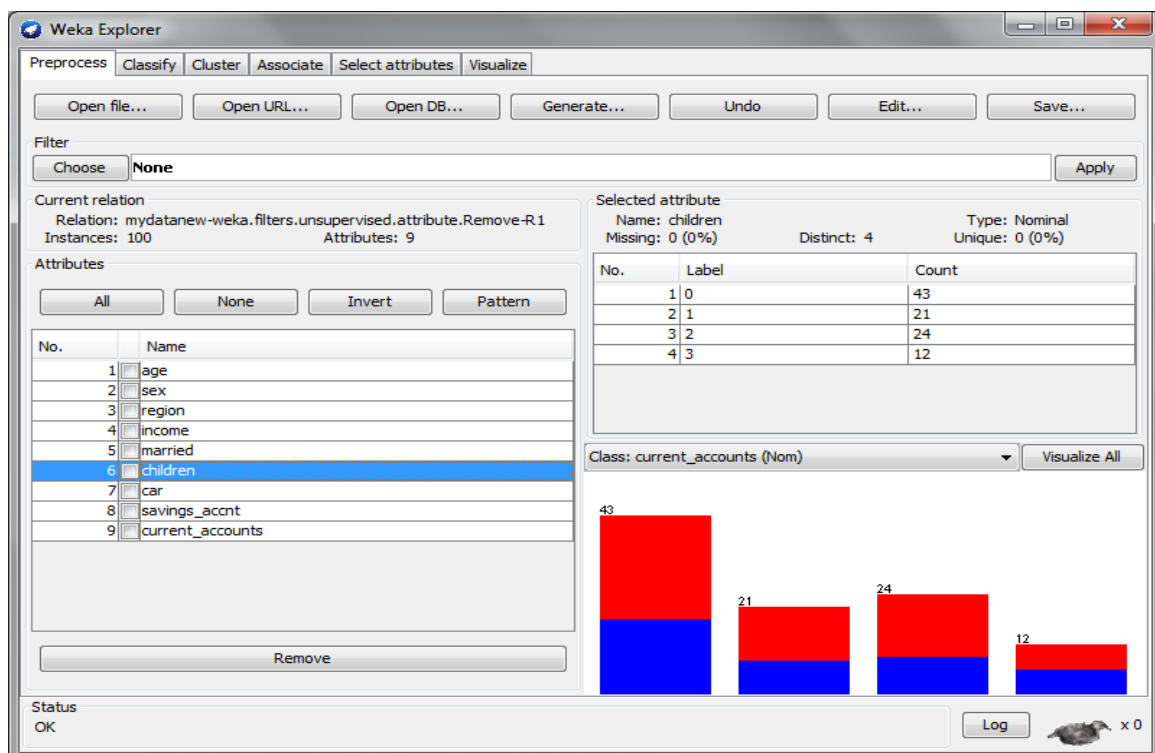 Weka Explorer
Preprocess Classify Cluster Associate Select attributes Visualize
Open file... Open URL... Open DB... Generate... Undo Edit... Save...
Filter
Choose None Apply
Current relation
Relation: mydatanew-weka.filters.unsupervised.attribute.Remove-R1
Instances: 100 Attributes: 9
Attributes
All None Invert Pattern
No. Name
1 age
2 sex
3 region
4 income
5 married
6 children
7 car
8 savings_accnt
9 current_accounts
Remove
Selected attribute
Name: children Type: Nominal
Missing: 0 (0%) Distinct: 4 Unique: 0 (0%)
No. Label Count
1 0 43
2 1 21
3 2 24
4 3 12
Class: current_accounts (Nom) Visualize All
43
21
24
12
Status
OK
Log x 0